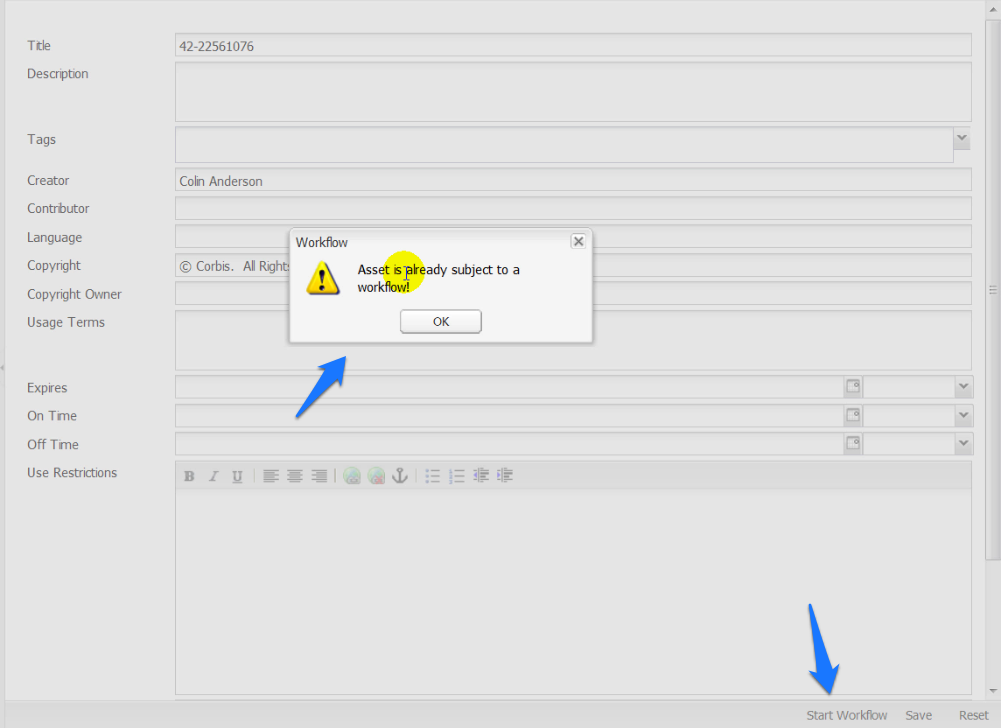 Title
42-22561076
Description
Tags
Creator
Colin Anderson
Contributor
Language
Copyright
© Corbis.  All Rights
Copyright Owner
Usage Terms
Workflow
Asset is already subject to a
workflow!
OK
Expires
On Time
Off Time
Use Restrictions
B I U
Start Workflow Save Reset